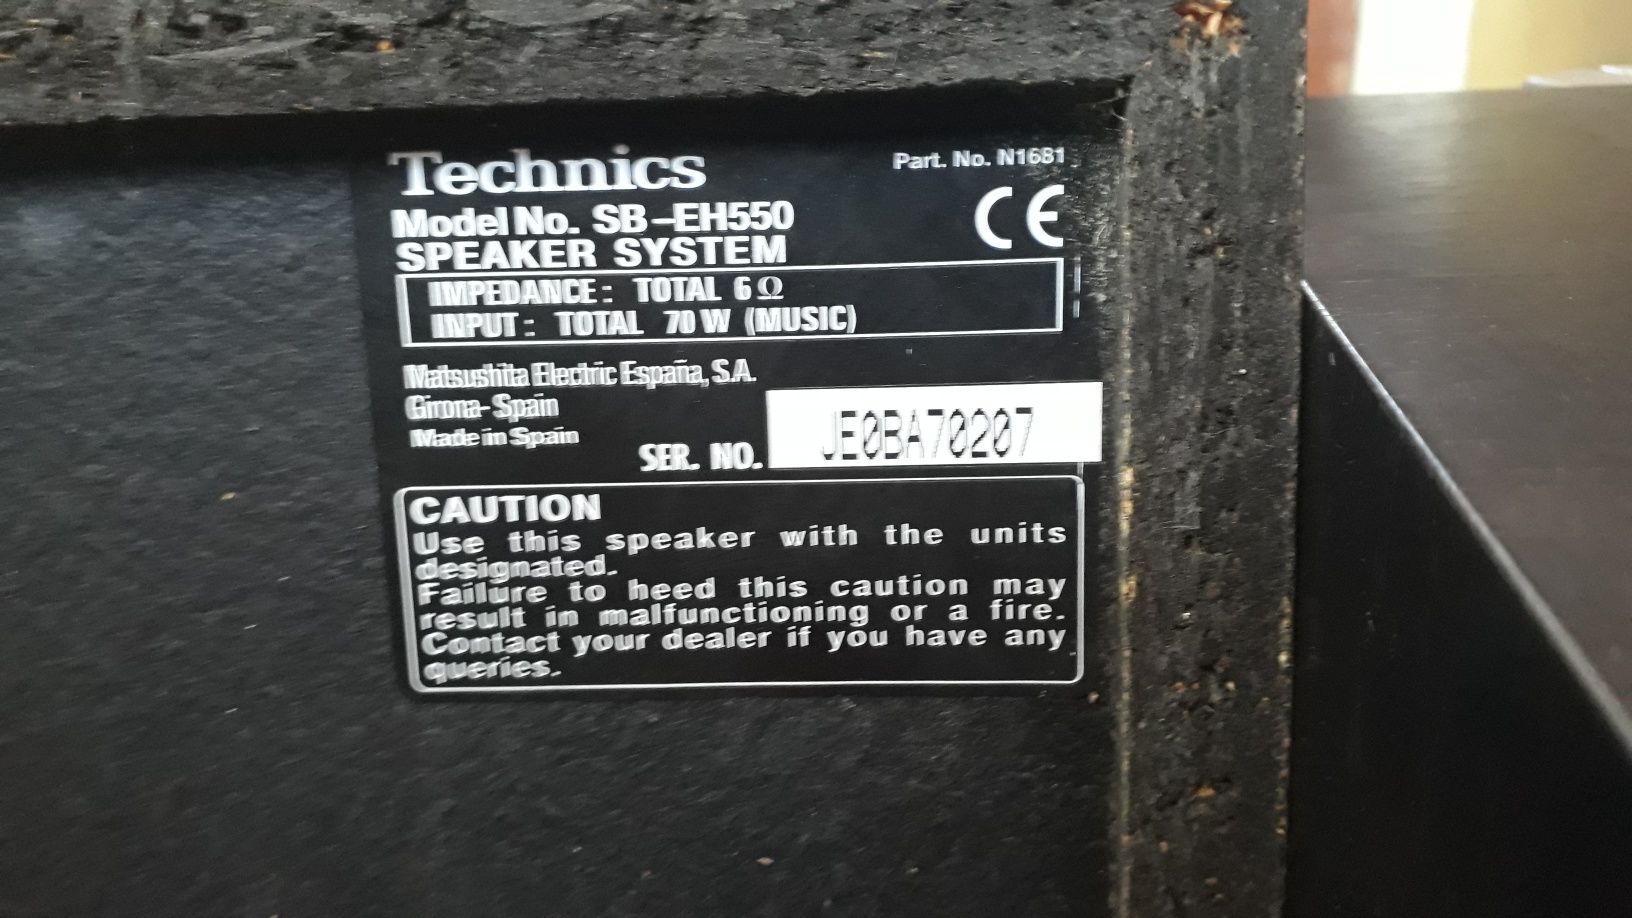 Technics
Part. No. N1681
Model No. SB-EH550
SPEAKER SYSTEM
CE
IMPEDANCE: TOTAL 6Ω
INPUT: TOTAL 70 W (MUSIC)
Matsushita Electric España, S.A.
Girona-Spain
Made in Spain
SER. NO. JE0BA70207
CAUTION
Use this speaker with the units
designated.
Failure to heed this caution may
result in malfunctioning or a fire.
Contact your dealer if you have any
queries.